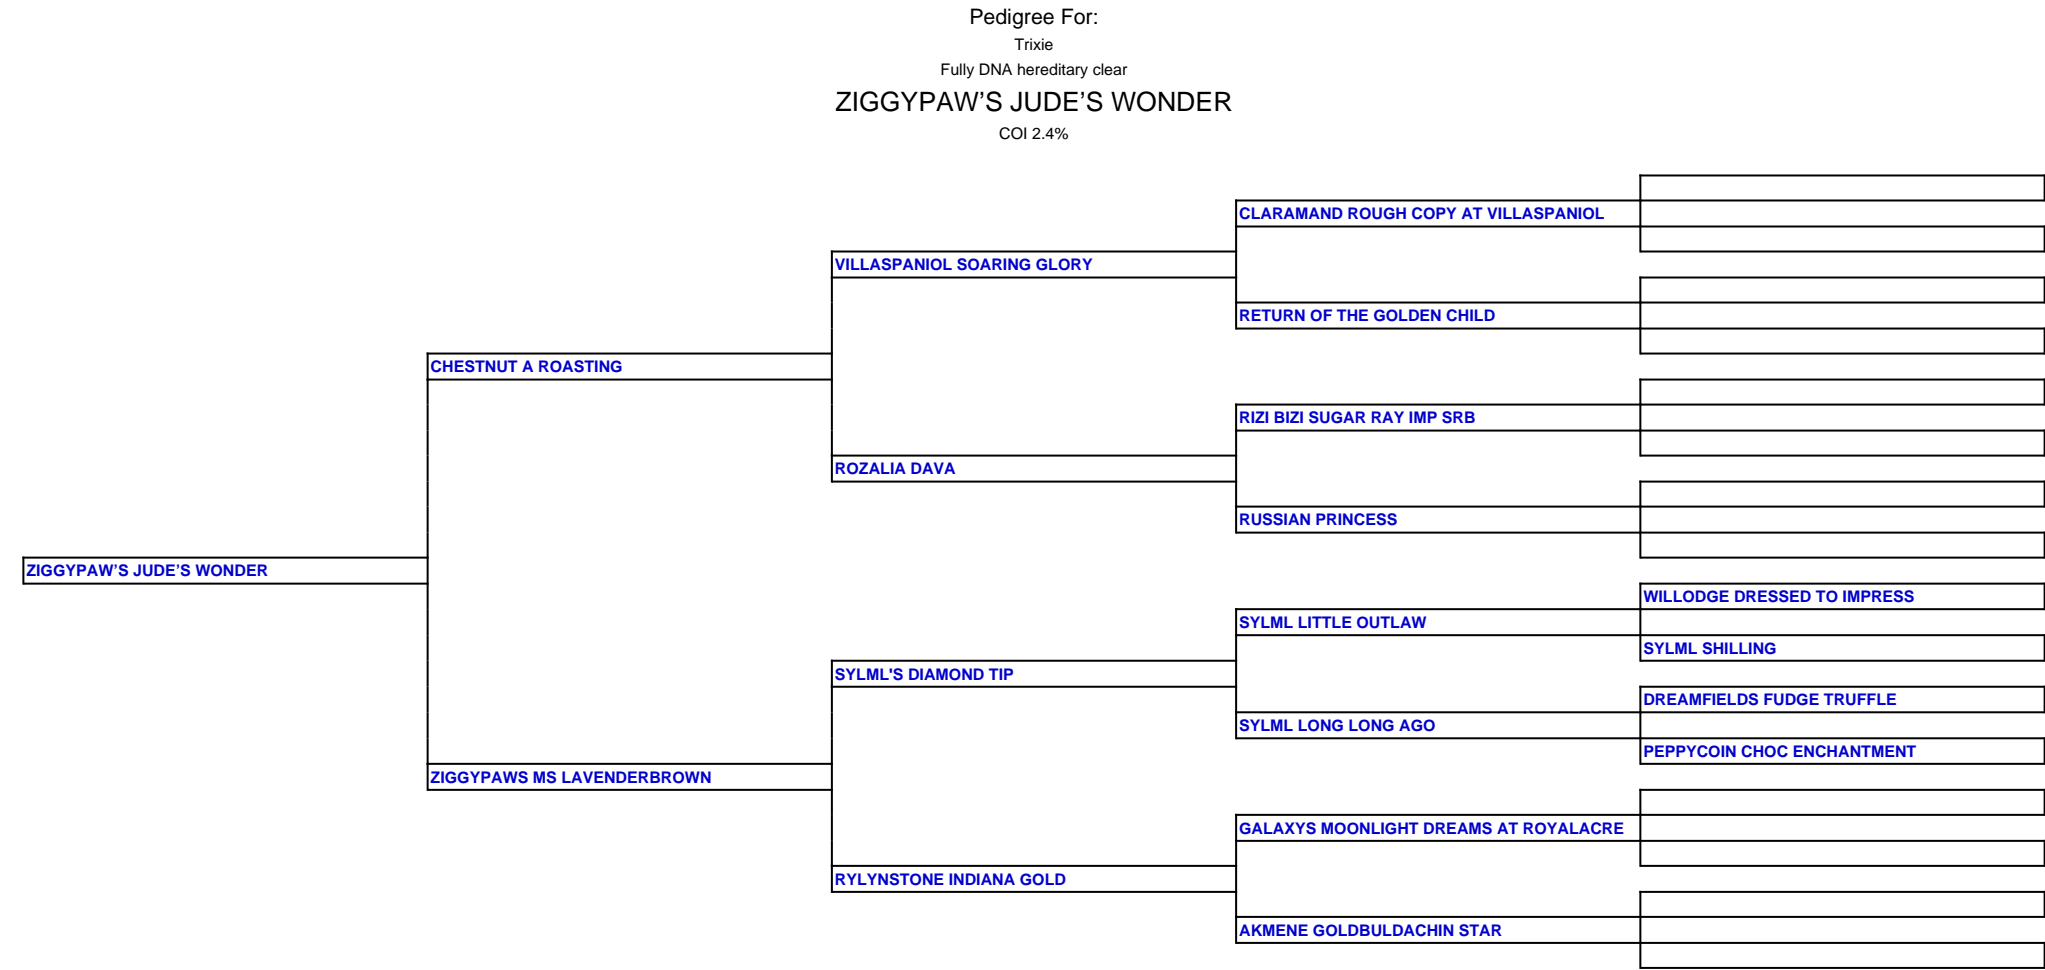 Pedigree For:
Trixie
Fully DNA hereditary clear
ZIGGYPAW’S JUDE’S WONDER
COI 2.4%
CLARAMAND ROUGH COPY AT VILLASPANIOL
VILLASPANIOL SOARING GLORY
RETURN OF THE GOLDEN CHILD
CHESTNUT A ROASTING
RIZI BIZI SUGAR RAY IMP SRB
ROZALIA DAVA
RUSSIAN PRINCESS
ZIGGYPAW’S JUDE’S WONDER
WILLODGE DRESSED TO IMPRESS
SYLML LITTLE OUTLAW
SYLML SHILLING
SYLML'S DIAMOND TIP
DREAMFIELDS FUDGE TRUFFLE
SYLML LONG LONG AGO
PEPPYCOIN CHOC ENCHANTMENT
ZIGGYPAWS MS LAVENDERBROWN
GALAXYS MOONLIGHT DREAMS AT ROYALACRE
RYLYNSTONE INDIANA GOLD
AKMENE GOLDBULDACHIN STAR